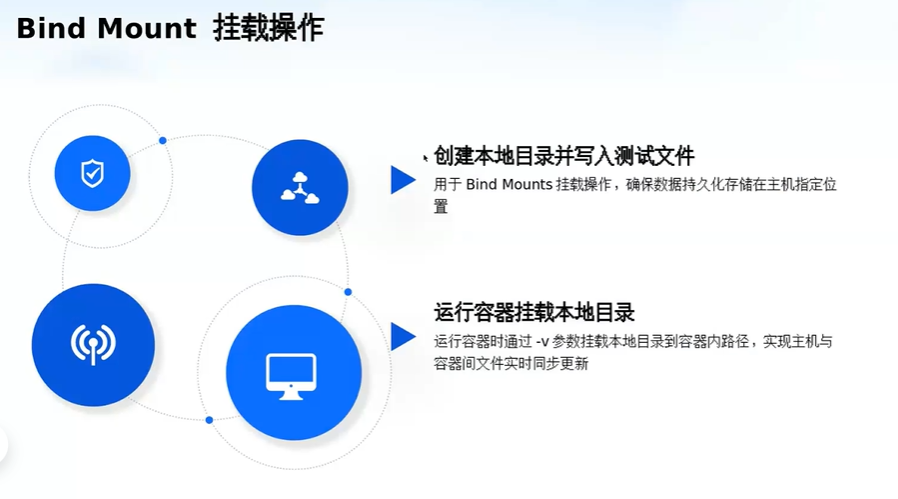 Bind Mount 挂载操作
创建本地目录并写入测试文件
用于 Bind Mounts 挂载操作，确保数据持久化存储在主机指定位
置
运行容器挂载本地目录
运行容器时通过 -v 参数挂载本地目录到容器内路径，实现主机与
容器间文件实时同步更新